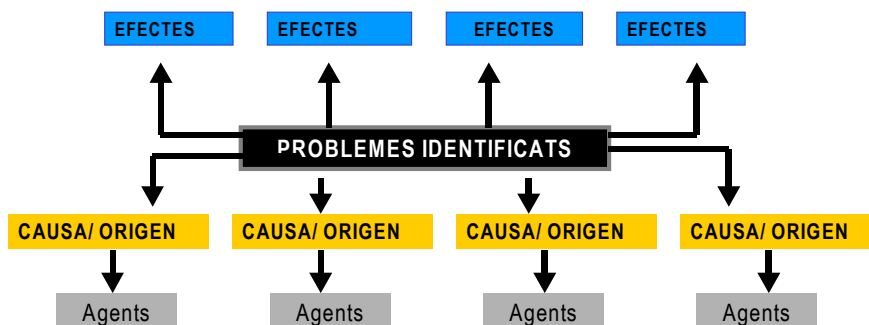 EFECTES EFECTES EFECTES EFECTES
PROBLEMES IDENTIFICATS
CAUSA/ ORIGEN CAUSA/ ORIGEN CAUSA/ ORIGEN CAUSA/ ORIGEN
Agents Agents Agents Agents